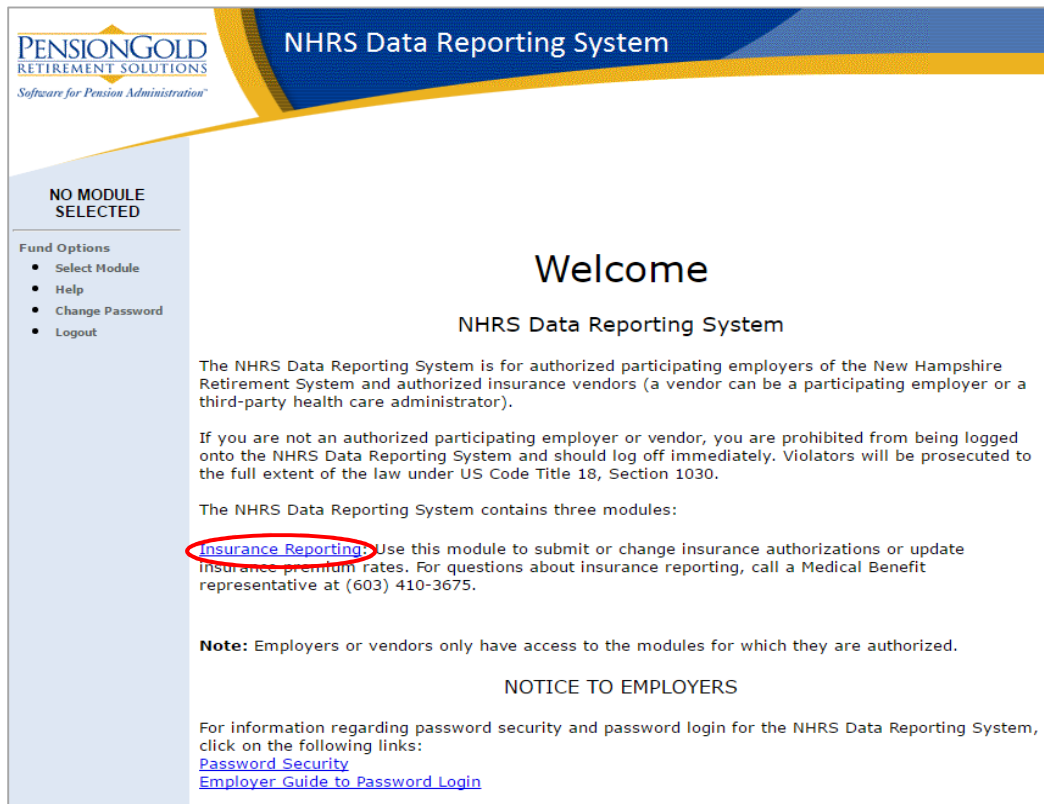 PENSIONGOLD
RETIREMENT SOLUTIONS
Software for Pension Administration™
NHRS Data Reporting System
NO MODULE
SELECTED
Fund Options
Select Module
Help
Change Password
Logout
Welcome
NHRS Data Reporting System
The NHRS Data Reporting System is for authorized participating employers of the New Hampshire
Retirement System and authorized insurance vendors (a vendor can be a participating employer or a
third-party health care administrator).
If you are not an authorized participating employer or vendor, you are prohibited from being logged
onto the NHRS Data Reporting System and should log off immediately. Violators will be prosecuted to
the full extent of the law under US Code Title 18, Section 1030.
The NHRS Data Reporting System contains three modules:
Insurance Reporting: Use this module to submit or change insurance authorizations or update
insurance premium rates. For questions about insurance reporting, call a Medical Benefit
representative at (603) 410-3675.
Note: Employers or vendors only have access to the modules for which they are authorized.
NOTICE TO EMPLOYERS
For information regarding password security and password login for the NHRS Data Reporting System,
click on the following links:
Password Security
Employer Guide to Password Login